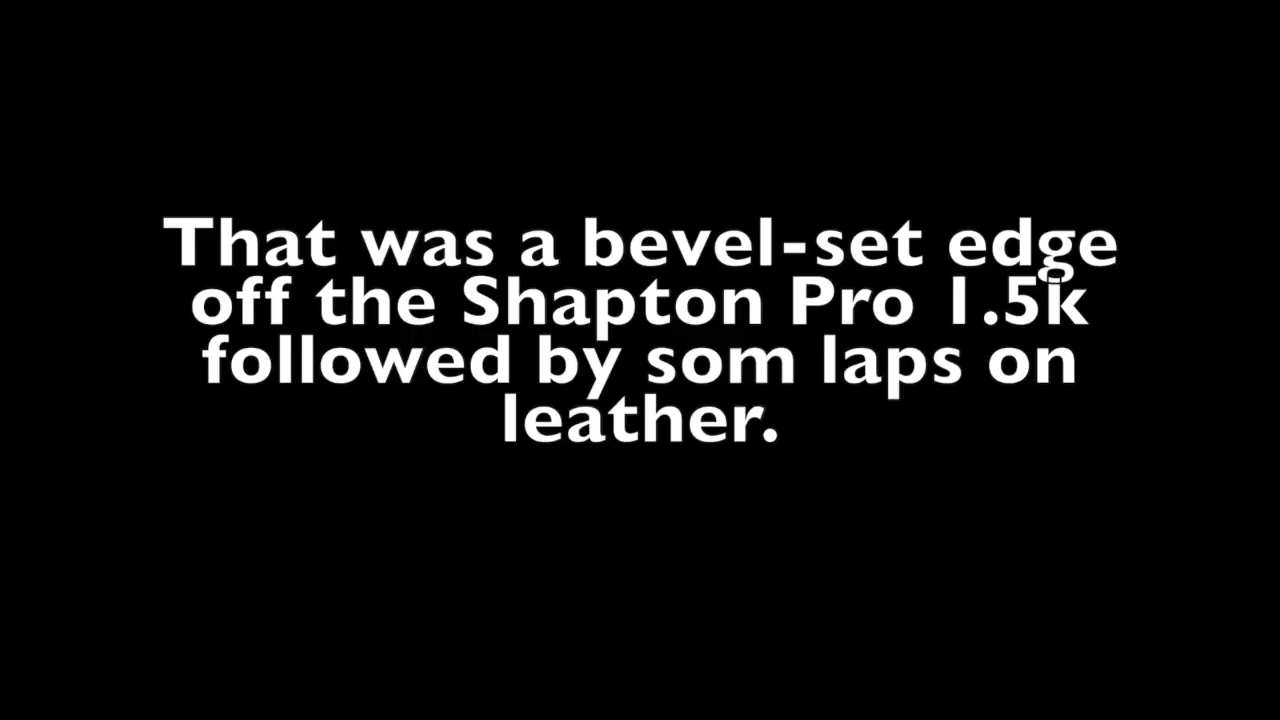 That was a bevel-set edge
off the Shapton Pro 1.5k
followed by som laps on
leather.